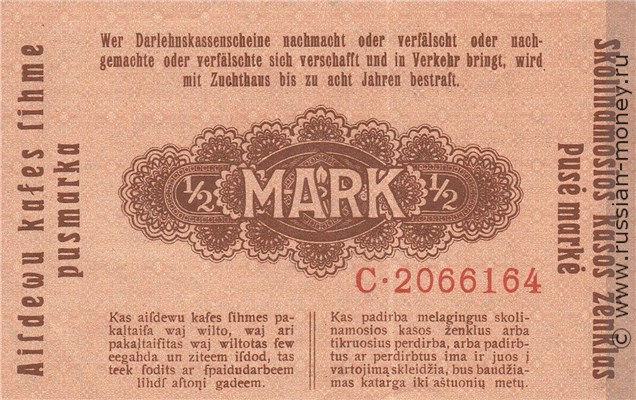 Wer Darlehnskassenscheine nachmacht oder verfälscht oder nach-
gemachte oder verfälschte sich verschafft und in Verkehr bringt, wird
mit Zuchthaus bis zu acht Jahren bestraft.
Aiſdewu kaſes ſihme
pusmarka
½ MARK ½
Skolinamosios kasos ženklas
Pusė markė
C·2066164
Kas aiſdewu kaſes ſihmes pa-
kaļtaiſa waj wilto, waj ari
pakaļtaiſitas waj wiltotas ſew
eegahda un ziteem iſdod, tas
teek ſodits ar ſpaidudarbeem
lihdſ aſtoņi gadeem.
Kas padirba melagingus skoli-
namosios kasos ženklus arba
tikruosius perdirba, arba padirb-
tus ar perdirbtus ima ir juos į
vartojimą skleidžia, bus baudžia-
mas katarga iki aštuonių metų.
© www.russian-money.ru